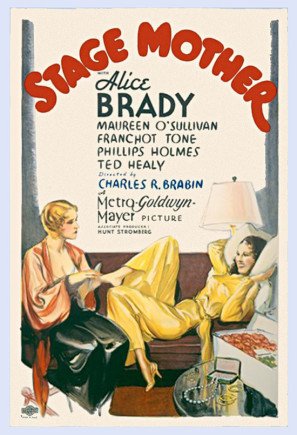 STAGE MOTHER
WITH
Alice
BRADY
MAUREEN O'SULLIVAN
FRANCHOT TONE
PHILLIPS HOLMES
TED HEALY
Directed by
CHARLES R. BRABIN
A
Metro-Goldwyn-
Mayer PICTURE
ASSOCIATE PRODUCER:
HUNT STROMBERG